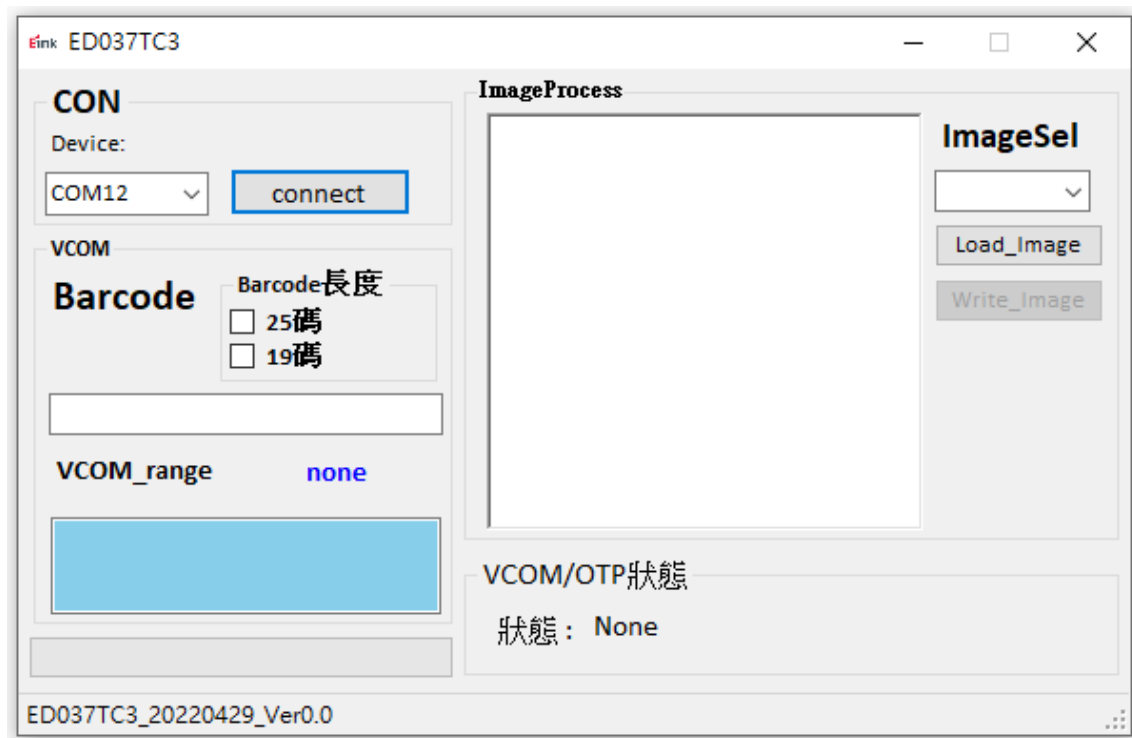 Eink ED037TC3
CON
Device:
COM12
connect
VCOM
Barcode
Barcode長度
25碼
19碼
VCOM_range
none
ImageProcess
ImageSel
Load_Image
Write_Image
VCOM/OTP狀態
狀態： None
ED037TC3_20220429_Ver0.0